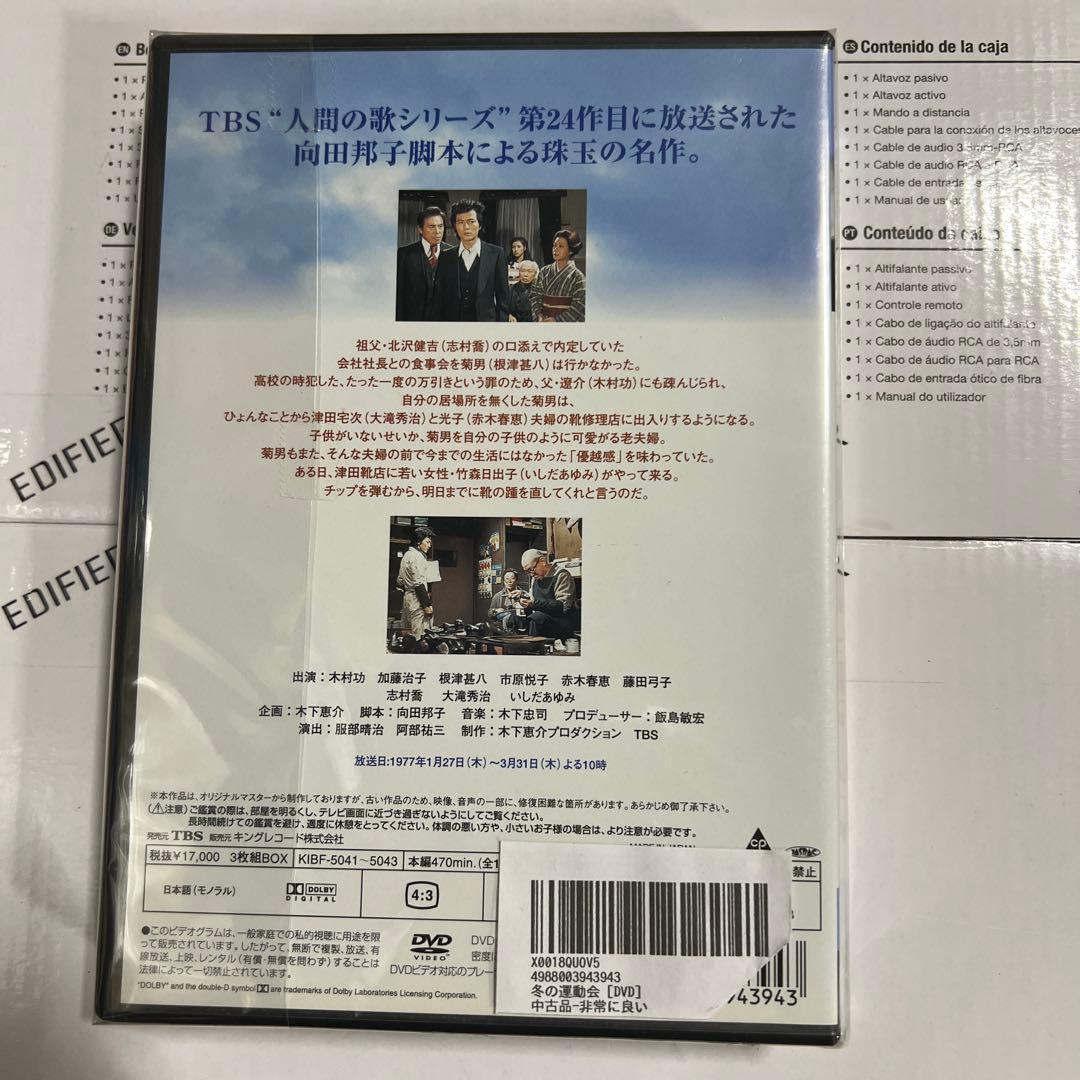 TBS“人間の歌シリーズ”第24作目に放送された
向田邦子脚本による珠玉の名作。
祖父・北沢健吉(志村喬)の口添えで内定していた
会社社長との食事会を菊男(根津甚八)は行かなかった。
高校の時犯した、たった一度の万引きという罪のため、父・遼介(木村功)にも疎んじられ、
自分の居場所を無くした菊男は、
ひょんなことから津田宅次(大滝秀治)と光子(赤木春恵)夫婦の靴修理店に出入りするようになる。
子供がいないせいか、菊男を自分の子供のように可愛がる老夫婦。
菊男もまた、そんな夫婦の前で今までの生活にはなかった「優越感」を味わっていた。
ある日、津田靴店に若い女性・竹森日出子(いしだあゆみ)がやって来る。
チップを弾むから、明日までに靴の踵を直してくれと言うのだ。
出演:木村功 加藤治子 根津甚八 市原悦子 赤木春恵 藤田弓子
志村喬 大滝秀治 いしだあゆみ
企画:木下恵介 脚本:向田邦子 音楽:木下忠司 プロデューサー:飯島敏宏
演出:服部晴治 阿部祐三 制作:木下恵介プロダクション TBS
放送日:1977年1月27日(木)~3月31日(木)よる10時
※本作品は、オリジナルマスターから制作しておりますが、古い作品のため、映像、音声の一部に、修復困難な箇所があります。あらかじめ御了承下さい。
(⚠注意)ご鑑賞の際は、部屋を明るくし、テレビ画面に近づき過ぎないようにしてご覧ください。
長時間続けての鑑賞を避け、適度に休憩をとってください。体調の悪い方や、小さいお子様の場合は、より注意が必要です。
発売元 TBS 販売元 キングレコード株式会社
MADE IN JAPAN
税抜¥17,000 3枚組BOX KIBF-5041~5043 本編470min.(全1
禁止
日本語(モノラル) DOLBY DIGITAL 4:3
●このビデオグラムは、一般家庭での私的視聴に用途を限
って販売されています。したがって、無断で複製、放送、有
線放送、上映、レンタル(有償・無償を問わず)することは
法律によって一切禁止されています。
DVD VIDEO
DVD
密度に
DVDビデオ対応のプレー
"DOLBY" and the double-D symbol are trademarks of Dolby Laboratories Licensing Corporation.
cp
X0018QUOV5
4988003943943
冬の運動会 [DVD]
中古品-非常に良い
943943
EDIFIER
EDIFIER
EN
DE
ES Contenido de la caja
• 1 × Altavoz pasivo
• 1 × Altavoz activo
• 1 × Mando a distancia
• 1 × Cable para la conexión de los altavoces
• 1 × Cable de audio 3,5mm-RCA
• 1 × Cable de audio RCA
• 1 × Cable de entrada
• 1 × Manual de
PT Conteúdo da caixa
• 1 × Altifalante passivo
• 1 × Altifalante ativo
• 1 × Controle remoto
• 1 × Cabo de ligação do altifalante
• 1 × Cabo de áudio RCA de 3,5mm
• 1 × Cabo de áudio RCA para RCA
• 1 × Cabo de entrada ótico de fibra
• 1 × Manual do utilizador